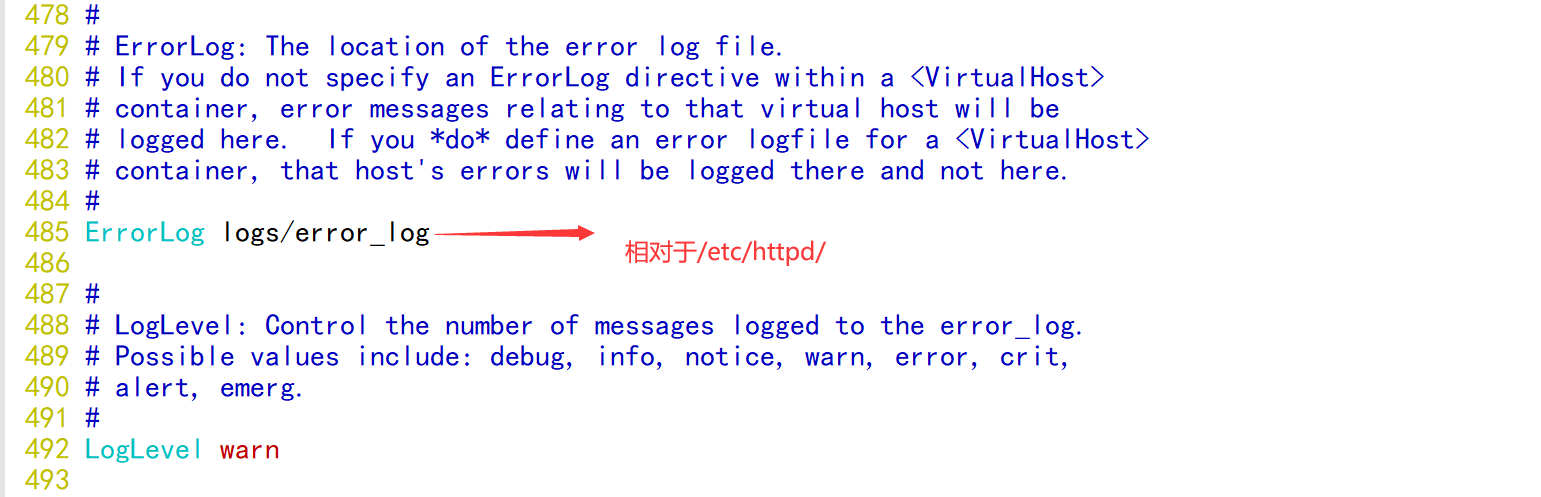 478 #
479 # ErrorLog: The location of the error log file.
480 # If you do not specify an ErrorLog directive within a <VirtualHost>
481 # container, error messages relating to that virtual host will be
482 # logged here.  If you *do* define an error logfile for a <VirtualHost>
483 # container, that host's errors will be logged there and not here.
484 #
485 ErrorLog logs/error_log
相对于/etc/httpd/
486
487 #
488 # LogLevel: Control the number of messages logged to the error_log.
489 # Possible values include: debug, info, notice, warn, error, crit,
490 # alert, emerg.
491 #
492 LogLevel warn
493